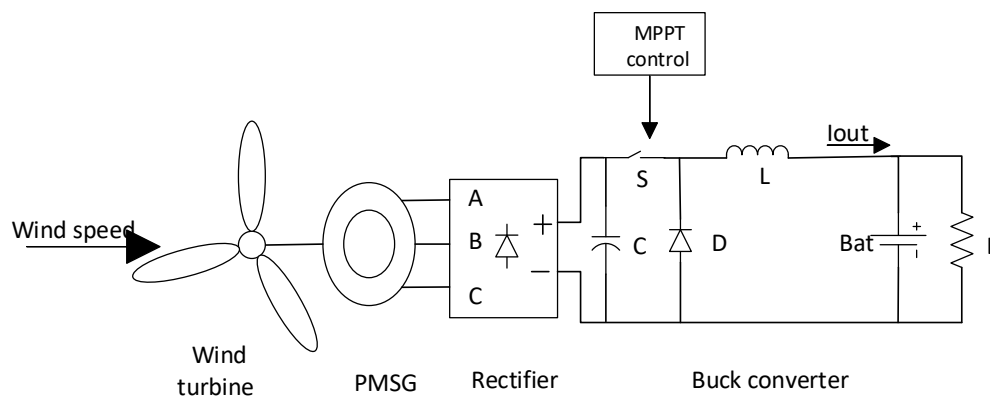 MPPT
control
Iout
S
L
Wind speed
A
B
C
+
−
C
D
Bat
+
-
Wind
turbine
PMSG
Rectifier
Buck converter